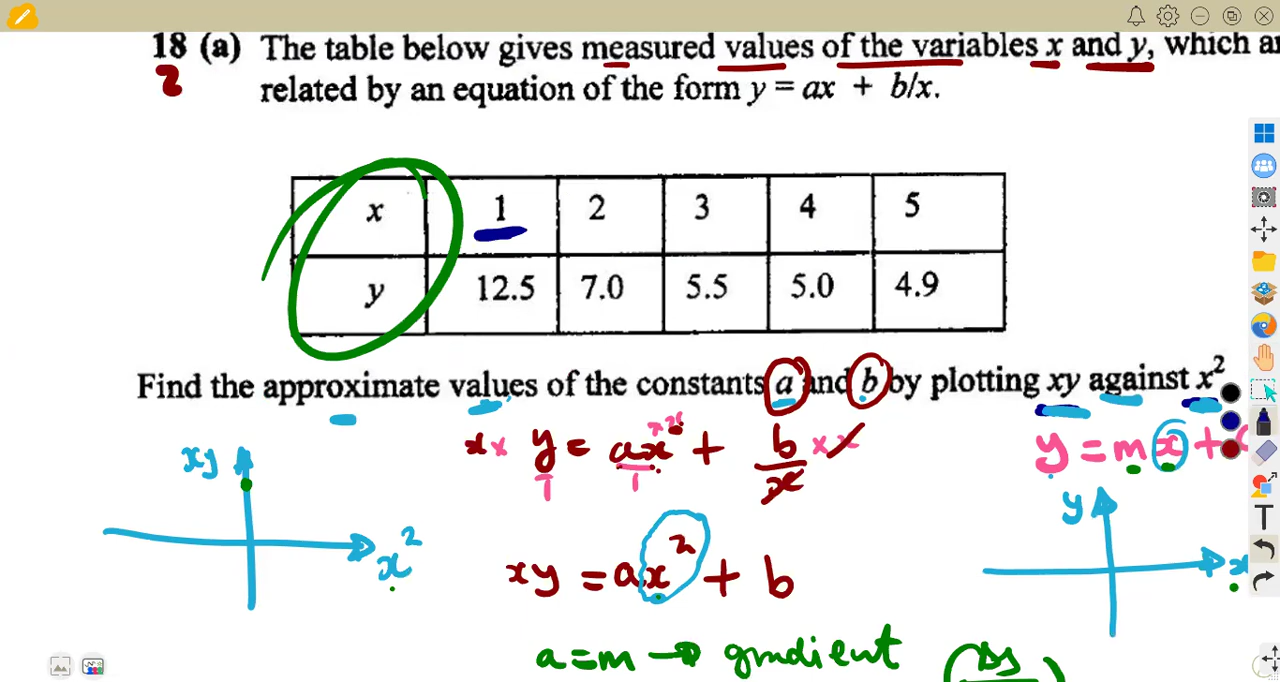 18 (a) The table below gives measured values of the variables x and y, which
2 related by an equation of the form y = ax + b/x.
x 1 2 3 4 5
y 12.5 7.0 5.5 5.0 4.9
Find the approximate values of the constants a and b by plotting xy against x²
x × y = ax × x + b/x × x
y = mx +
xy
x²
y
x
xy = ax² + b
a = m → gradient
T